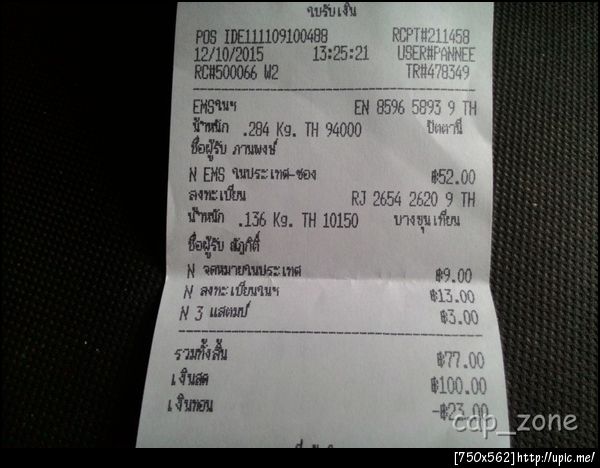 ใบรับเงิน
POS IDE111109100488 RCPT#211458
12/10/2015 13:25:21 USER#PANNEE
RC#500066 W2 TR#478349
EMSในฯ EN 8596 5893 9 TH
น้ำหนัก .284 Kg. TH 94000 ปัตตานี
ชื่อผู้รับ ภานพงษ์
N EMS ในประเทศ-ซอง ฿52.00
ลงทะเบียน RJ 2654 2620 9 TH
น้ำหนัก .136 Kg. TH 10150 บางขุนเทียน
ชื่อผู้รับ
N จดหมายในประเทศ ฿9.00
N ลงทะเบียนในฯ ฿13.00
N 3 แสตมป์ ฿3.00
รวมทั้งสิ้น ฿77.00
เงินสด ฿100.00
เงินทอน -฿23.00
cap_zone
[750x562]http://upic.me/